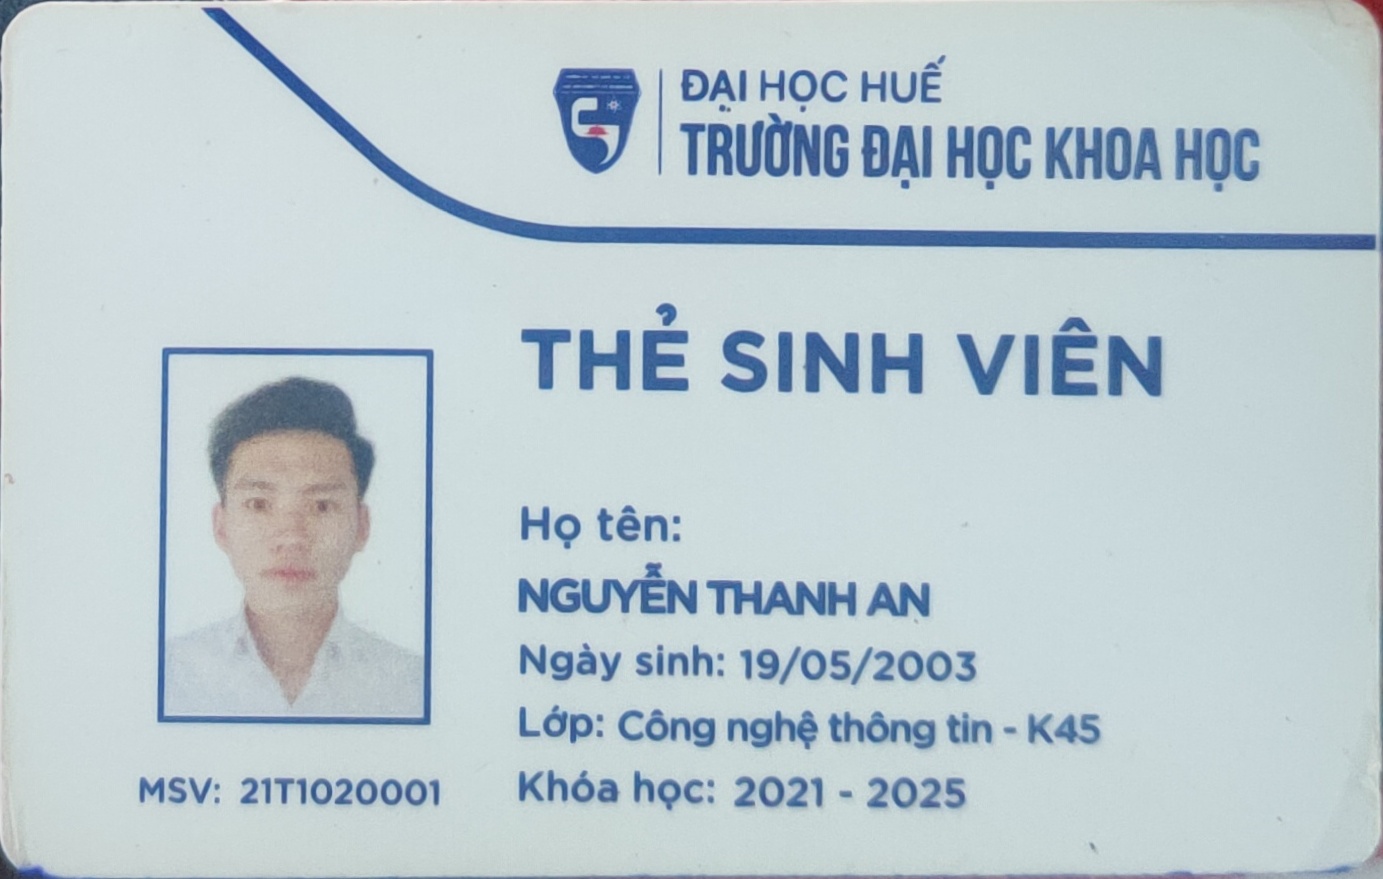 ĐẠI HỌC HUẾ
TRƯỜNG ĐẠI HỌC KHOA HỌC
THẺ SINH VIÊN
Họ tên:
NGUYỄN THANH AN
Ngày sinh: 19/05/2003
Lớp: Công nghệ thông tin - K45
Khóa học: 2021 - 2025
MSV: 21T1020001